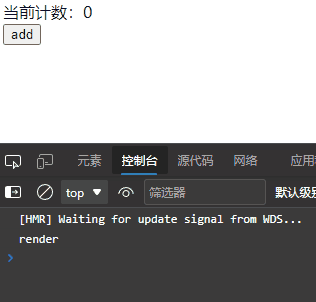 当前计数：0
add
元素 控制台 源代码 网络 应用
top 筛选器 默认级别
[HMR] Waiting for update signal from WDS...
render